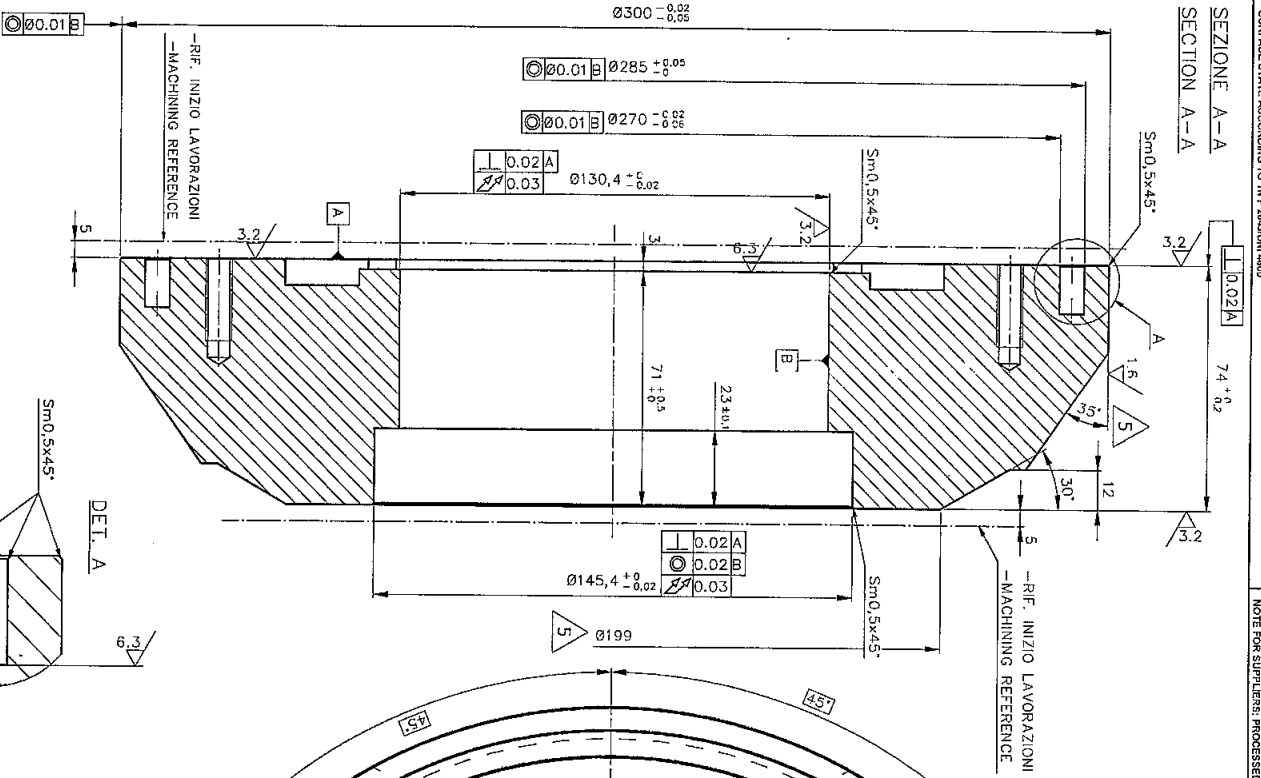 SEZIONE A-A
SECTION A-A
NOTE FOR SUPPLIERS: PROCESSED
Ø300 -0,02 -0,05
◎ Ø0.01 B
-RIF. INIZIO LAVORAZIONI
-MACHINING REFERENCE
◎ Ø0.01 B Ø285 +0,05 -0
◎ Ø0.01 B Ø270
⊥ 0.02 A
0.03
Ø130,4 +0 -0,02
Sm0,5x45°
Sm0,5x45°
3.2
⊥ 0.02 A
A
74 +0 -0,2
1.6
35°
5
30°
12
3.2
5
5
3.2
A
3
6.3
3.2
B
71 +0,5 +0
23 ±0,1
⊥ 0.02 A
◎ 0.02 B
0.03
Ø145,4 +0 -0,02
Sm0,5x45°
5
Ø199
-RIF. INIZIO LAVORAZIONI
-MACHINING REFERENCE
DET. A
Sm0,5x45°
6.3
45°
45°